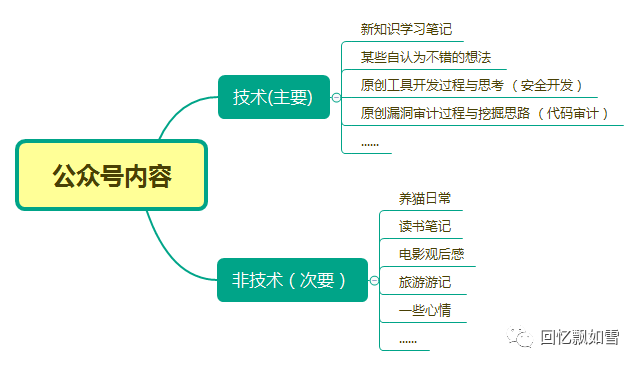 公众号内容
技术(主要)
新知识学习笔记
某些自认为不错的想法
原创工具开发过程与思考（安全开发）
原创漏洞审计过程与挖掘思路（代码审计）
......
非技术（次要）
养猫日常
读书笔记
电影观后感
旅游游记
一些心情
......
回忆飘如雪